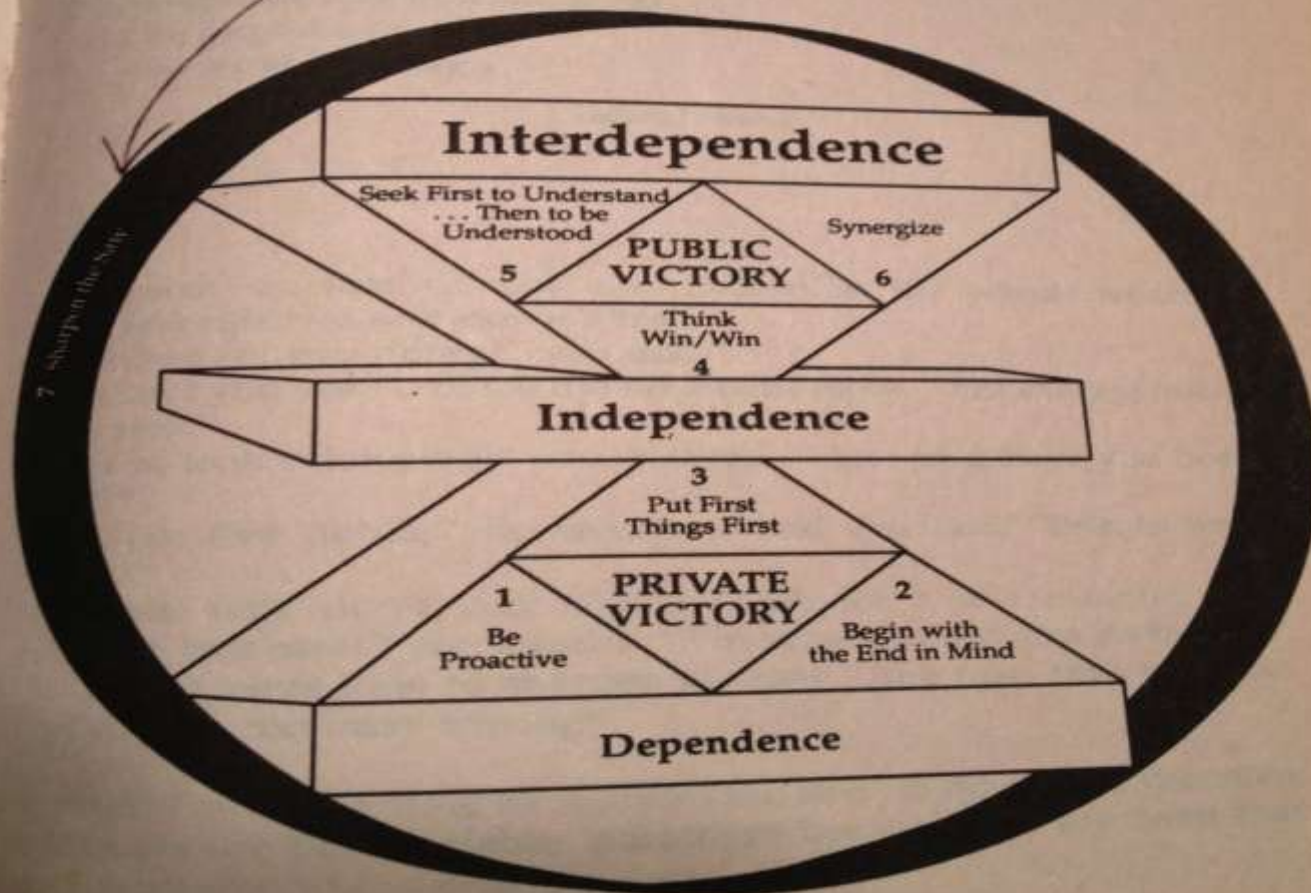 Interdependence
Seek First to Understand
... Then to be
Understood
5
PUBLIC
VICTORY
Synergize
6
Think
Win/Win
4
7 Sharpen the Saw
Independence
3
Put First
Things First
1
Be
Proactive
PRIVATE
VICTORY
2
Begin with
the End in Mind
Dependence